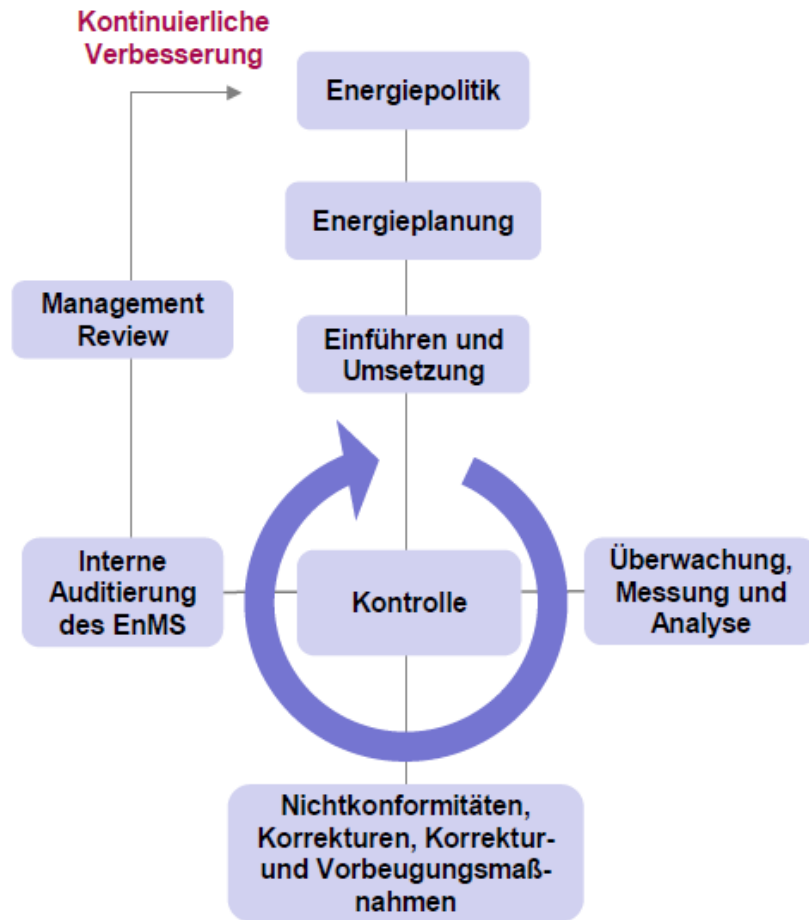 Kontinuierliche
Verbesserung
Energiepolitik
Energieplanung
Management
Review
Einführen und
Umsetzung
Interne
Auditierung
des EnMS
Kontrolle
Überwachung,
Messung und
Analyse
Nichtkonformitäten,
Korrekturen, Korrektur-
und Vorbeugungsmaß-
nahmen